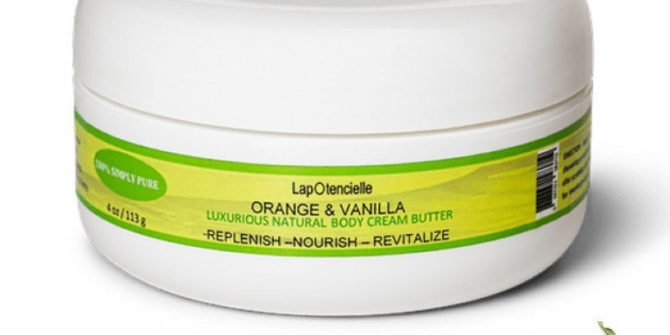 100% SIMPLY PURE
4 oz / 113 g
LapOtencielle
ORANGE & VANILLA
LUXURIOUS NATURAL BODY CREAM BUTTER
REPLENISH –NOURISH – REVITALIZE